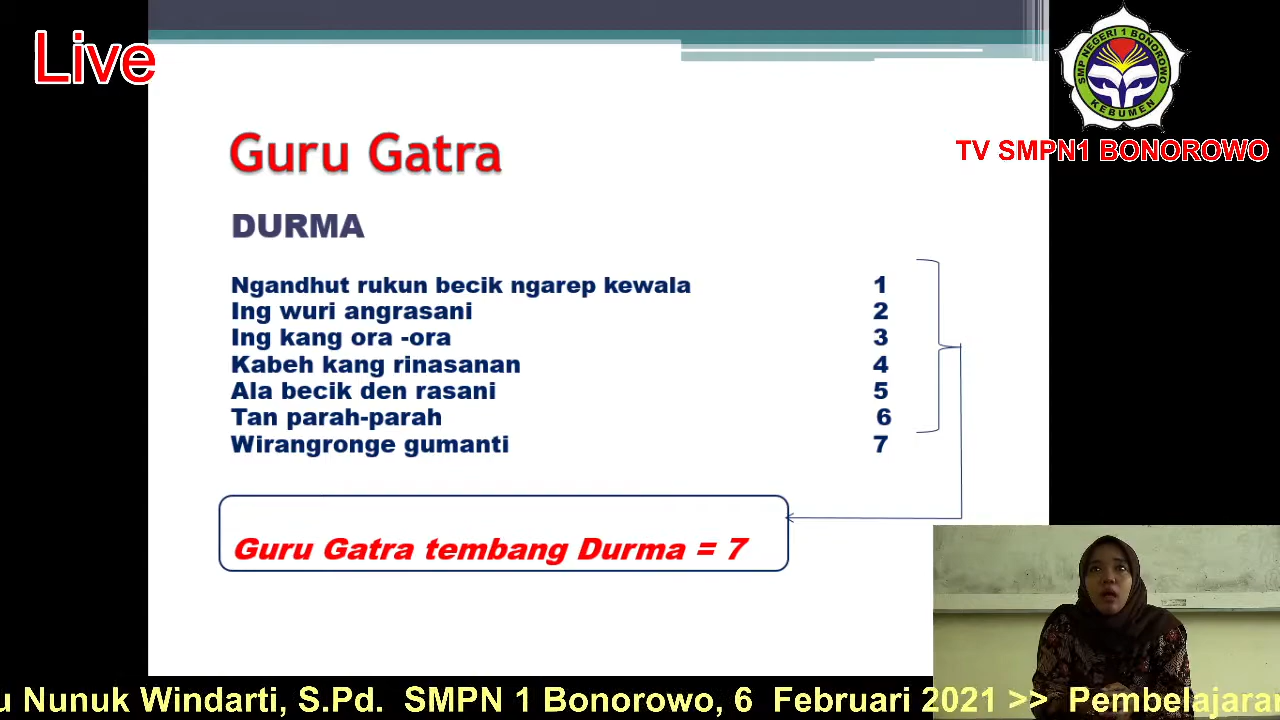 Live
SMP NEGERI 1 BONOROWO
KEBUMEN
TV SMPN1 BONOROWO
Guru Gatra
DURMA
Ngandhut rukun becik ngarep kewala 1
Ing wuri angrasani 2
Ing kang ora -ora 3
Kabeh kang rinasanan 4
Ala becik den rasani 5
Tan parah-parah 6
Wirangronge gumanti 7
Guru Gatra tembang Durma = 7
u Nunuk Windarti, S.Pd. SMPN 1 Bonorowo, 6 Februari 2021 >> Pembelajaran